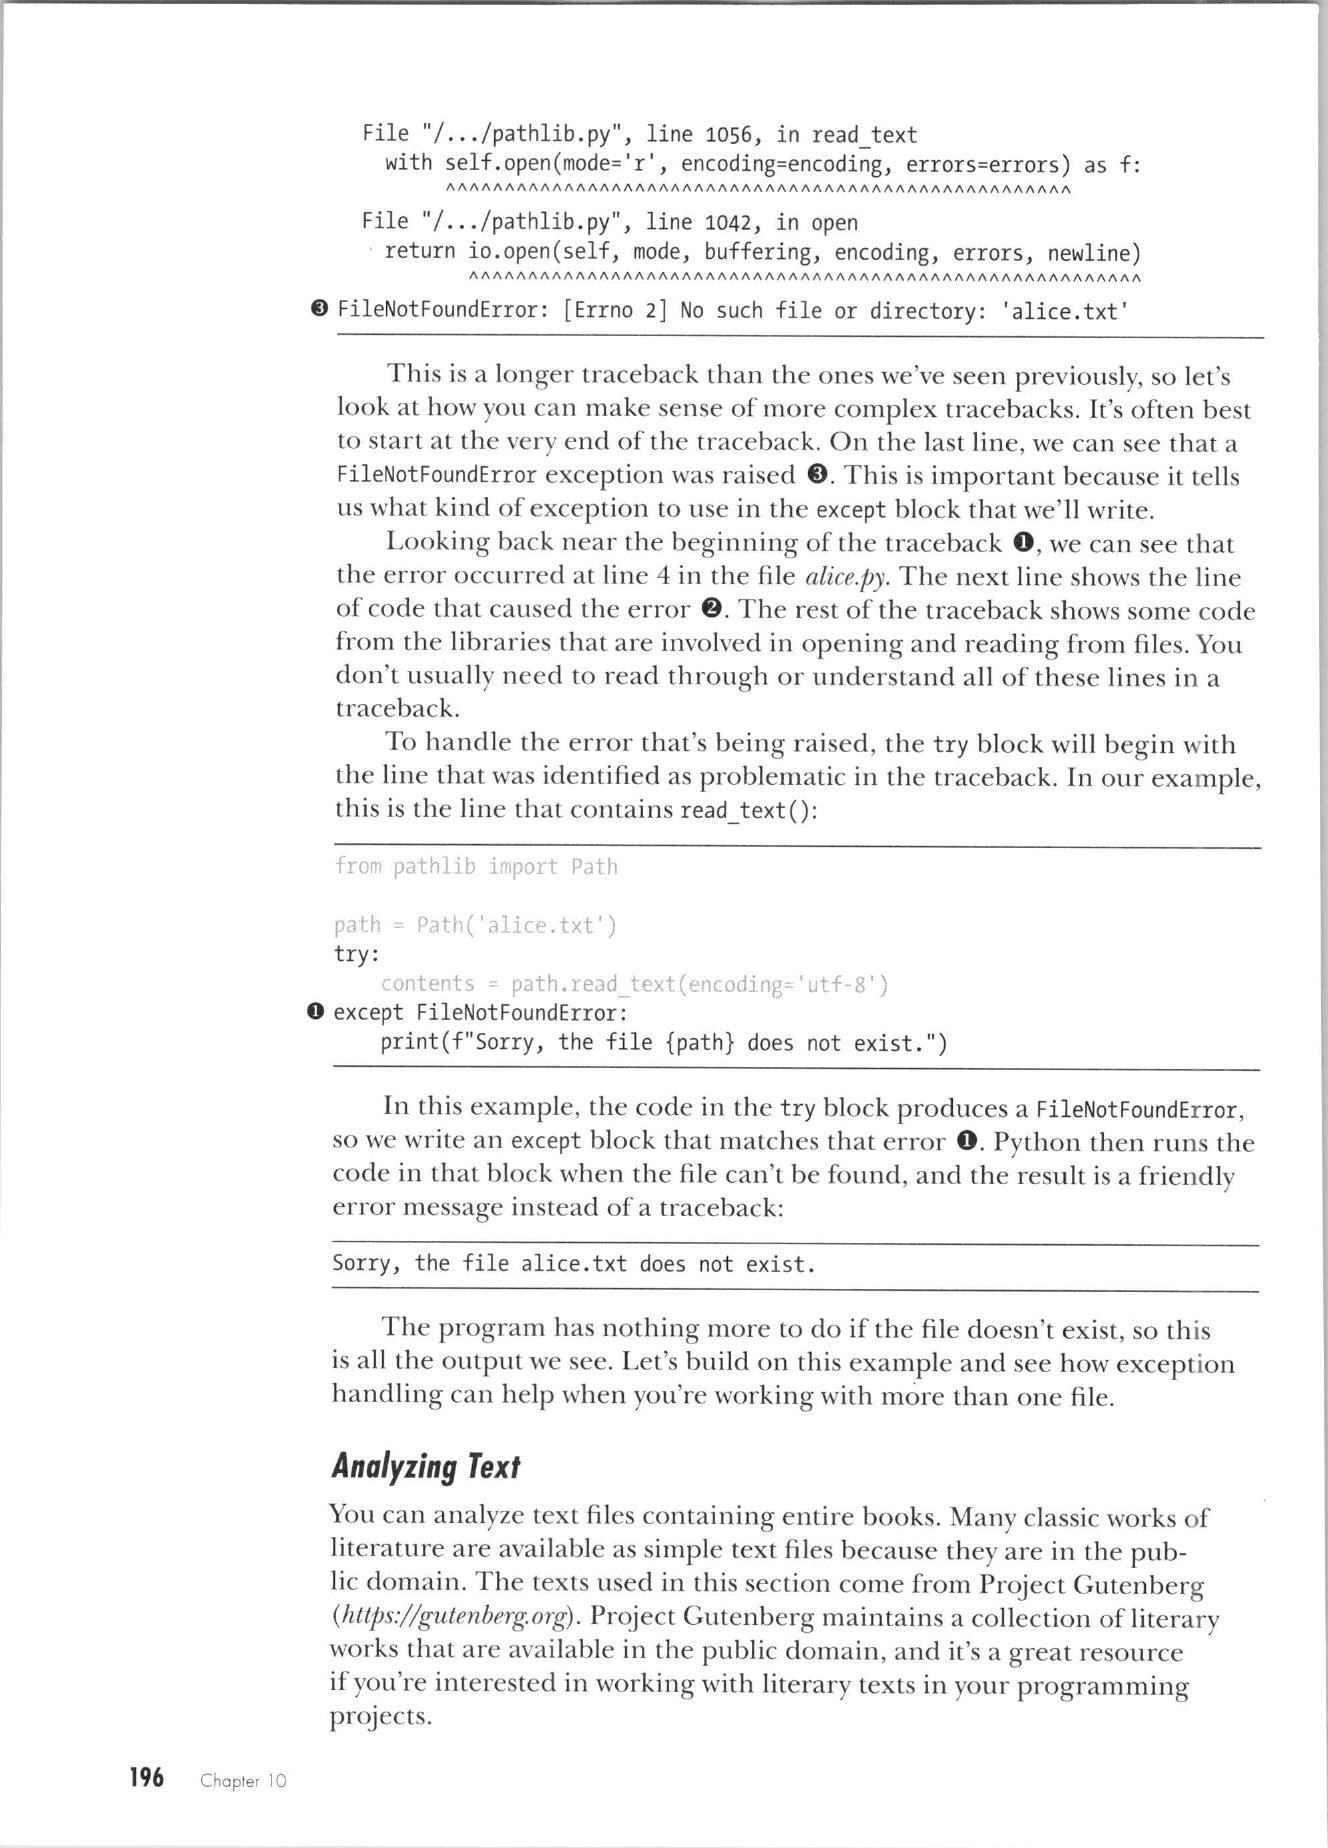 File "/.../pathlib.py", line 1056, in read_text
with self.open(mode='r', encoding=encoding, errors=errors) as f:
^^^^^^^^^^^^^^^^^^^^^^^^^^^^^^^^^^^^^^^^^^^^^^^^^^^^^
File "/.../pathlib.py", line 1042, in open
return io.open(self, mode, buffering, encoding, errors, newline)
^^^^^^^^^^^^^^^^^^^^^^^^^^^^^^^^^^^^^^^^^^^^^^^^^^^^^^^^^
❸ FileNotFoundError: [Errno 2] No such file or directory: 'alice.txt'
This is a longer traceback than the ones we've seen previously, so let's
look at how you can make sense of more complex tracebacks. It's often best
to start at the very end of the traceback. On the last line, we can see that a
FileNotFoundError exception was raised ❸. This is important because it tells
us what kind of exception to use in the except block that we'll write.
Looking back near the beginning of the traceback ❶, we can see that
the error occurred at line 4 in the file alice.py. The next line shows the line
of code that caused the error ❷. The rest of the traceback shows some code
from the libraries that are involved in opening and reading from files. You
don't usually need to read through or understand all of these lines in a
traceback.
To handle the error that's being raised, the try block will begin with
the line that was identified as problematic in the traceback. In our example,
this is the line that contains read_text():
from pathlib import Path
path = Path('alice.txt')
try:
contents = path.read_text(encoding='utf-8')
❶ except FileNotFoundError:
print(f"Sorry, the file {path} does not exist.")
In this example, the code in the try block produces a FileNotFoundError,
so we write an except block that matches that error ❶. Python then runs the
code in that block when the file can't be found, and the result is a friendly
error message instead of a traceback:
Sorry, the file alice.txt does not exist.
The program has nothing more to do if the file doesn't exist, so this
is all the output we see. Let's build on this example and see how exception
handling can help when you're working with more than one file.
Analyzing Text
You can analyze text files containing entire books. Many classic works of
literature are available as simple text files because they are in the pub-
lic domain. The texts used in this section come from Project Gutenberg
(https://gutenberg.org). Project Gutenberg maintains a collection of literary
works that are available in the public domain, and it's a great resource
if you're interested in working with literary texts in your programming
projects.
196 Chapter 10